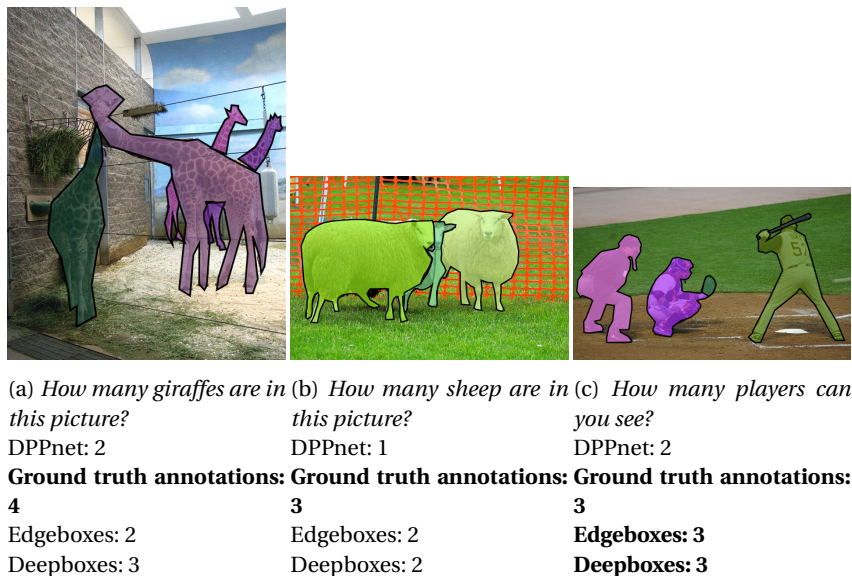 57
(a) How many giraffes are in
this picture?
DPPnet: 2
Ground truth annotations:
4
Edgeboxes: 2
Deepboxes: 3
(b) How many sheep are in
this picture?
DPPnet: 1
Ground truth annotations:
3
Edgeboxes: 2
Deepboxes: 2
(c) How many players can
you see?
DPPnet: 2
Ground truth annotations:
3
Edgeboxes: 3
Deepboxes: 3